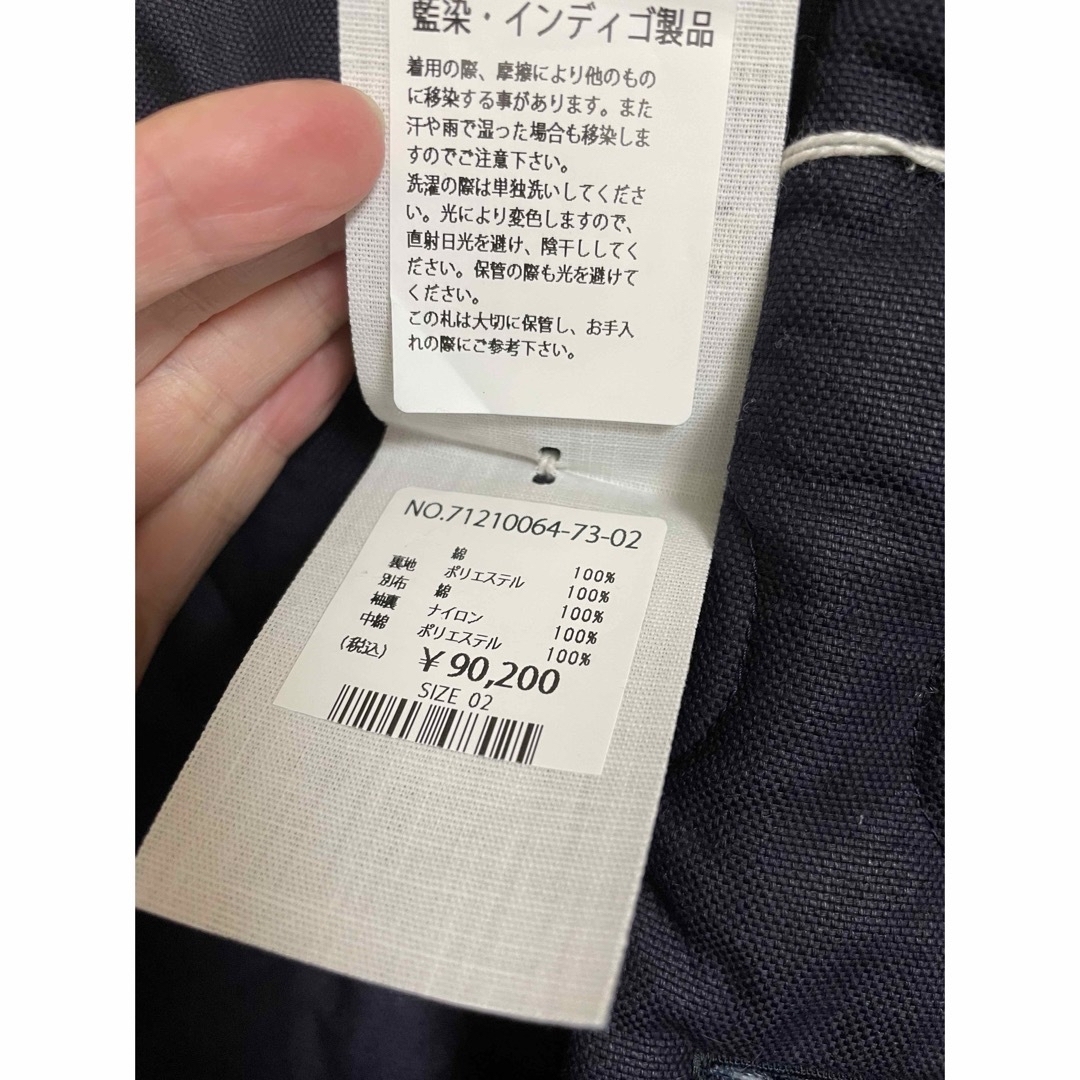 藍染・インディゴ製品
着用の際、摩擦により他のもの
に移染する事があります。また
汗や雨で湿った場合も移染しま
すのでご注意下さい。
洗濯の際は単独洗いしてくださ
い。光により変色しますので、
直射日光を避け、陰干ししてく
ださい。保管の際も光を避けて
ください。
この札は大切に保管し、お手入
れの際にご参考下さい。
NO.71210064-73-02
綿 100%
裏地 ポリエステル 100%
別布 綿 100%
袖裏 ナイロン 100%
中綿 ポリエステル 100%
(税込) ¥90,200
SIZE 02